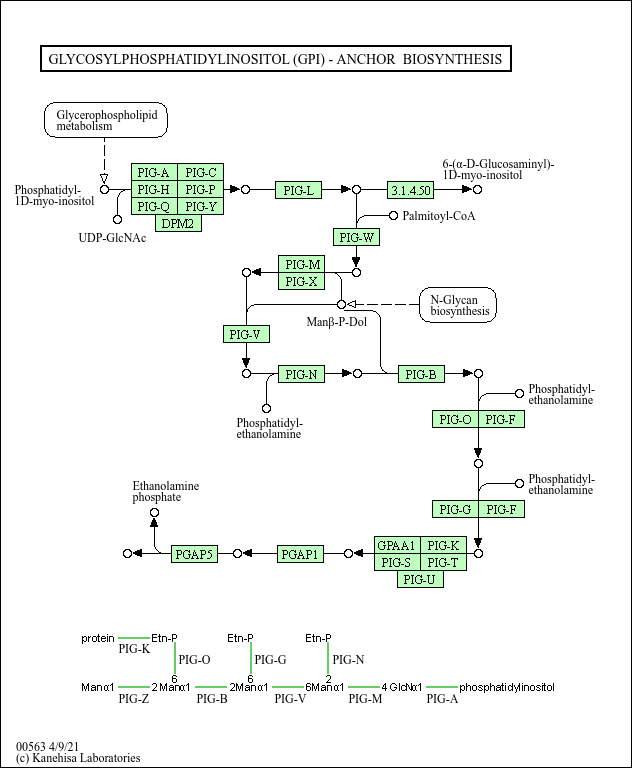 GLYCOSYLPHOSPHATIDYLINOSITOL (GPI) - ANCHOR BIOSYNTHESIS
Glycerophospholipid
metabolism
PIG-A PIG-C
PIG-H PIG-P
PIG-Q PIG-Y
DPM2
Phosphatidyl-
1D-myo-inositol
UDP-GlcNAc
PIG-L
3.1.4.50
6-(α-D-Glucosaminyl)-
1D-myo-inositol
Palmitoyl-CoA
PIG-W
PIG-M
PIG-X
Manβ-P-Dol
N-Glycan
biosynthesis
PIG-V
PIG-N
PIG-B
Phosphatidyl-
ethanolamine
Phosphatidyl-
ethanolamine
PIG-O PIG-F
Phosphatidyl-
ethanolamine
PIG-G PIG-F
Ethanolamine
phosphate
PGAP5
PGAP1
GPAA1 PIG-K
PIG-S PIG-T
PIG-U
protein Etn-P Etn-P Etn-P
PIG-K
PIG-O PIG-G PIG-N
6 6 2
Manα1 2 Manα1 2Manα1 6Manα1 4 GlcNα1 phosphatidylinositol
PIG-Z PIG-B PIG-V PIG-M PIG-A
00563 4/9/21
(c) Kanehisa Laboratories